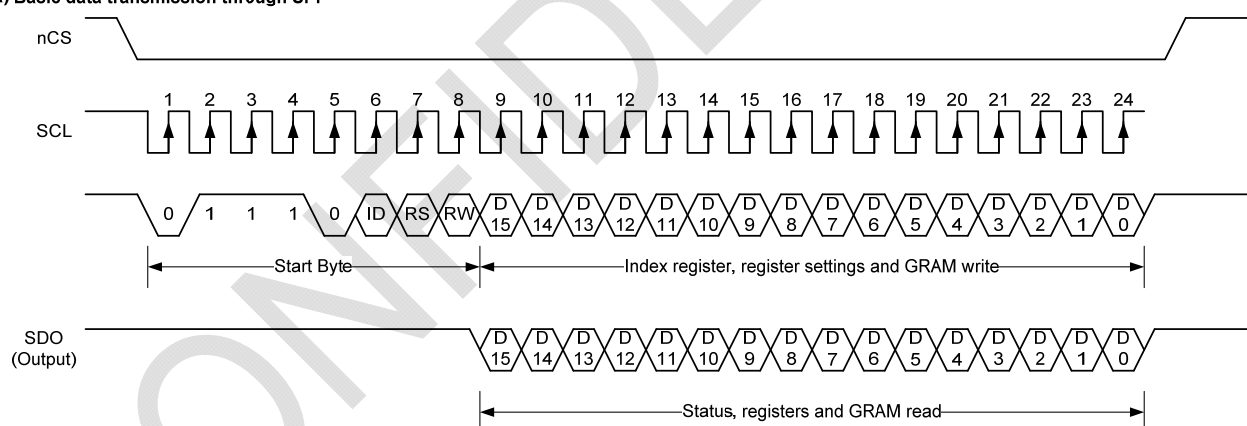 a) Basic data transmission through SPI
nCS
1 2 3 4 5 6 7 8 9 10 11 12 13 14 15 16 17 18 19 20 21 22 23 24
SCL
0 1 1 1 0 ID RS RW D15 D14 D13 D12 D11 D10 D9 D8 D7 D6 D5 D4 D3 D2 D1 D0
Start Byte Index register, register settings and GRAM write
SDO
(Output)
D15 D14 D13 D12 D11 D10 D9 D8 D7 D6 D5 D4 D3 D2 D1 D0
Status, registers and GRAM read
ONFIDE